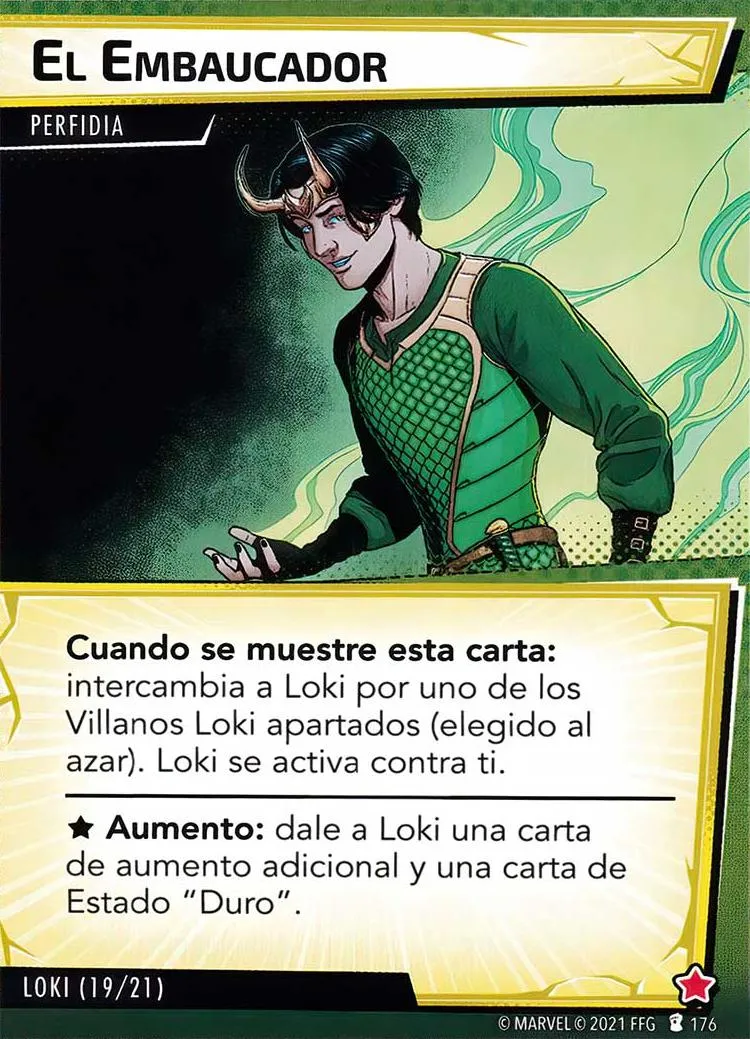 EL EMBAUCADOR
PERFIDIA
Cuando se muestre esta carta:
intercambia a Loki por uno de los
Villanos Loki apartados (elegido al
azar). Loki se activa contra ti.
★ Aumento: dale a Loki una carta
de aumento adicional y una carta de
Estado "Duro".
LOKI (19/21)
© MARVEL © 2021 FFG 176